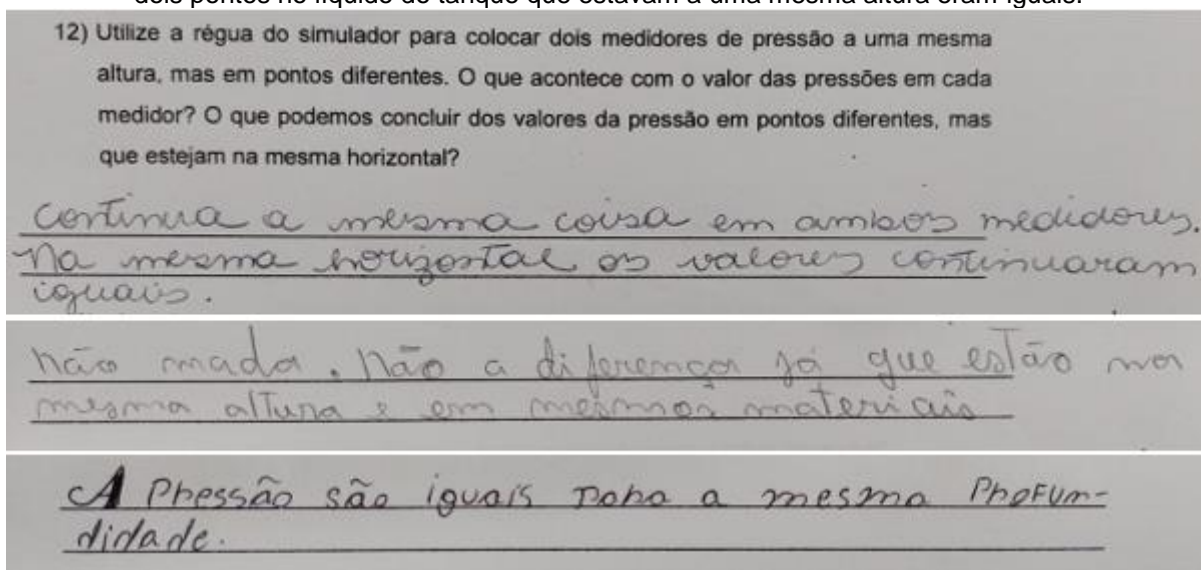 dois pontos no líquido do tanque que estavam a uma mesma altura eram iguais.
12) Utilize a régua do simulador para colocar dois medidores de pressão a uma mesma
altura, mas em pontos diferentes. O que acontece com o valor das pressões em cada
medidor? O que podemos concluir dos valores da pressão em pontos diferentes, mas
que estejam na mesma horizontal?
continua a mesma coisa em ambos medidores.
Na mesma horizontal os valores continuaram
iguais.
não mada. Não a diferença já que estão na
mesma altura e em mesmos materiais
A Pressão são iguais para a mesma Profun-
didade.